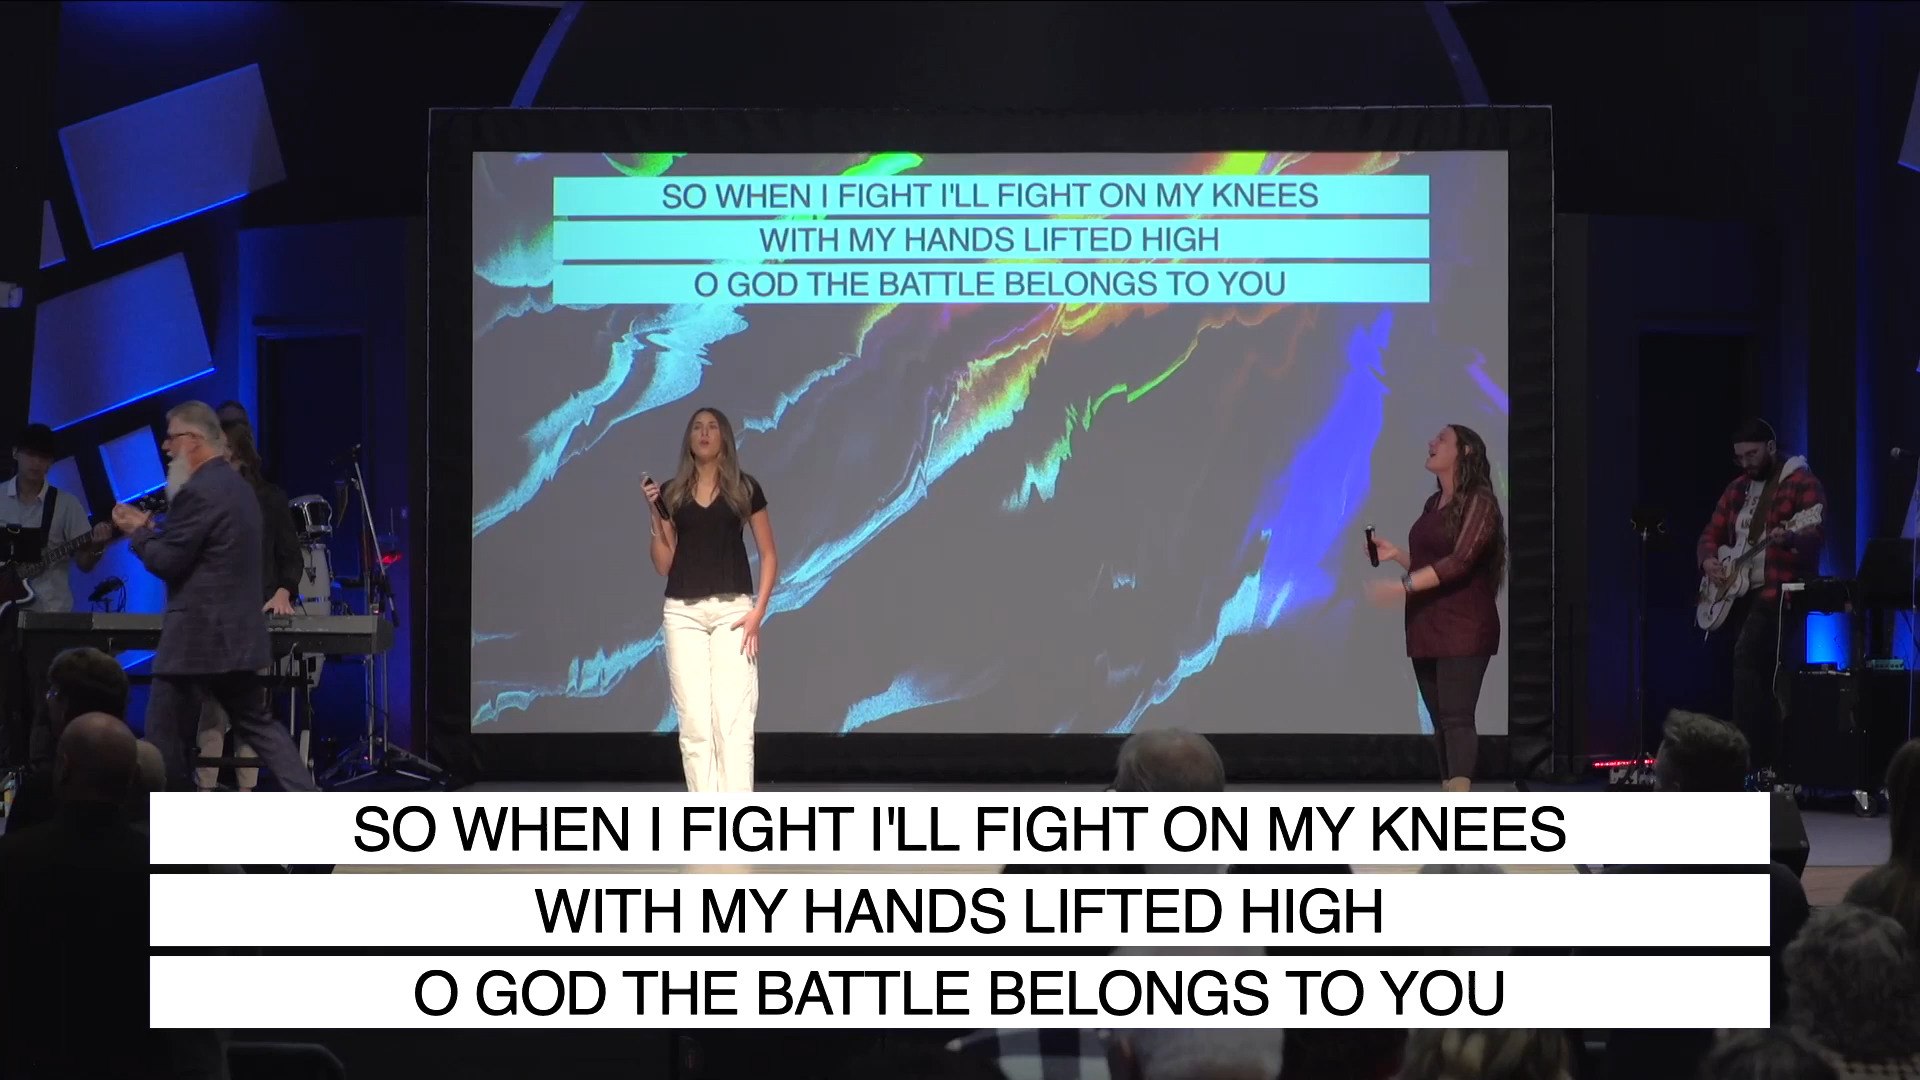 SO WHEN I FIGHT I'LL FIGHT ON MY KNEES
WITH MY HANDS LIFTED HIGH
O GOD THE BATTLE BELONGS TO YOU
SO WHEN I FIGHT I'LL FIGHT ON MY KNEES
WITH MY HANDS LIFTED HIGH
O GOD THE BATTLE BELONGS TO YOU